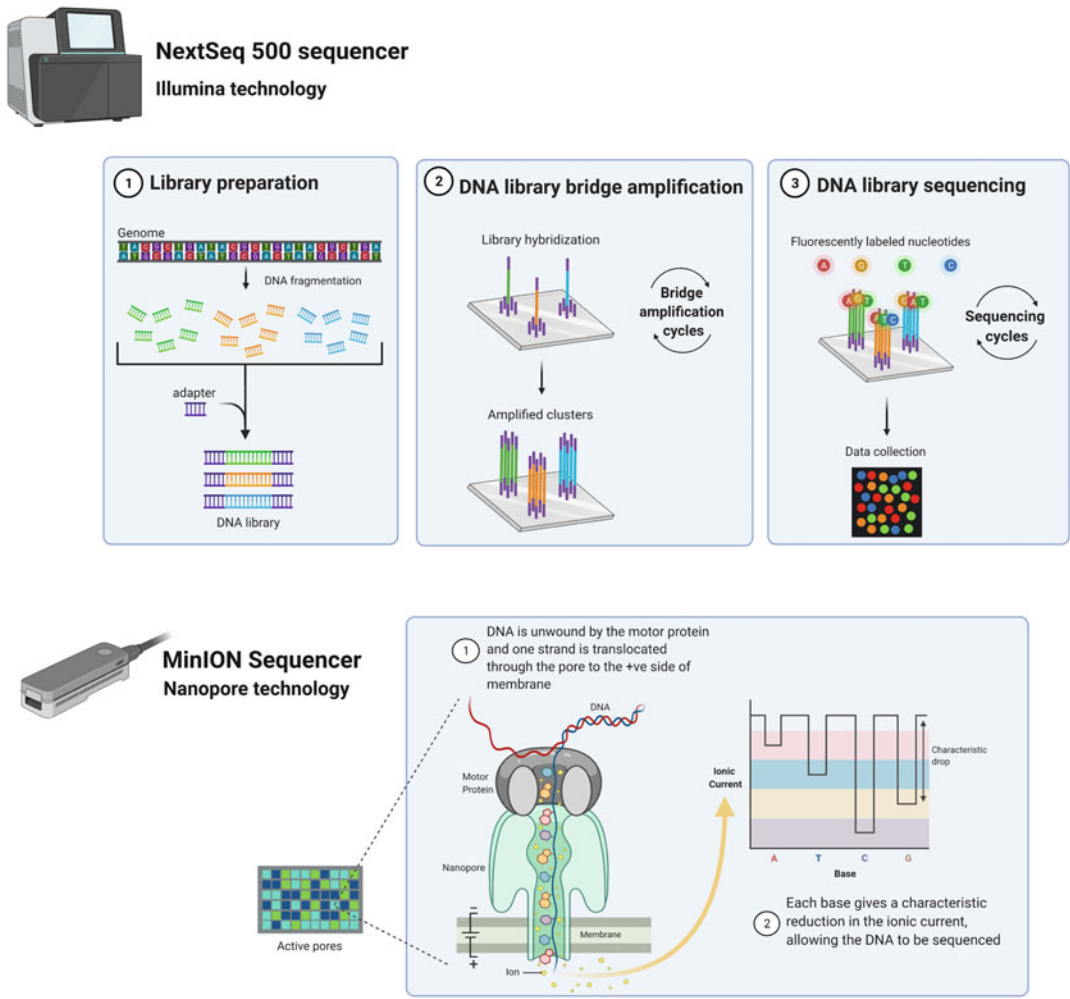 NextSeq 500 sequencer
Illumina technology
1 Library preparation
Genome
TACGCTGATACGCTGATACGCTGA
ATGCGACTATGCGACTATGCGACT
DNA fragmentation
adapter
DNA library
2 DNA library bridge amplification
Library hybridization
Bridge
amplification
cycles
Amplified clusters
3 DNA library sequencing
Fluorescently labeled nucleotides
A G T C
A G T
G A T
A T C
Sequencing
cycles
Data collection
MinION Sequencer
Nanopore technology
Active pores
1
DNA is unwound by the motor protein
and one strand is translocated
through the pore to the +ve side of
membrane
DNA
Motor
Protein
Nanopore
−
+
Membrane
Ion
Ionic
Current
Characteristic
drop
A T C G
Base
2
Each base gives a characteristic
reduction in the ionic current,
allowing the DNA to be sequenced